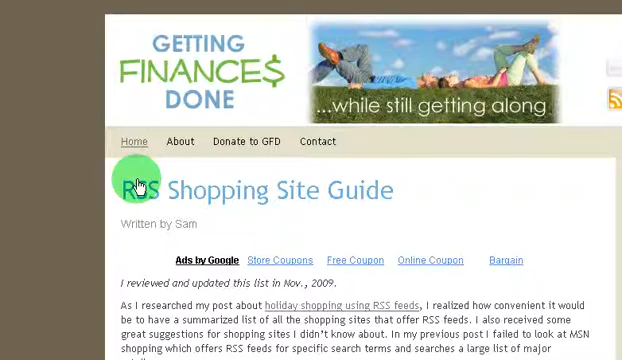 GETTING
FINANCE$
DONE
...while still getting along
Home About Donate to GFD Contact
RSS Shopping Site Guide
Written by Sam
Ads by Google Store Coupons Free Coupon Online Coupon Bargain
I reviewed and updated this list in Nov., 2009.
As I researched my post about holiday shopping using RSS feeds, I realized how convenient it would
be to have a summarized list of all the shopping sites that offer RSS feeds. I also received some
great suggestions for shopping sites I didn't know about. In my previous post I failed to look at MSN
shopping which offers RSS feeds for specific search terms and searches a large list of major